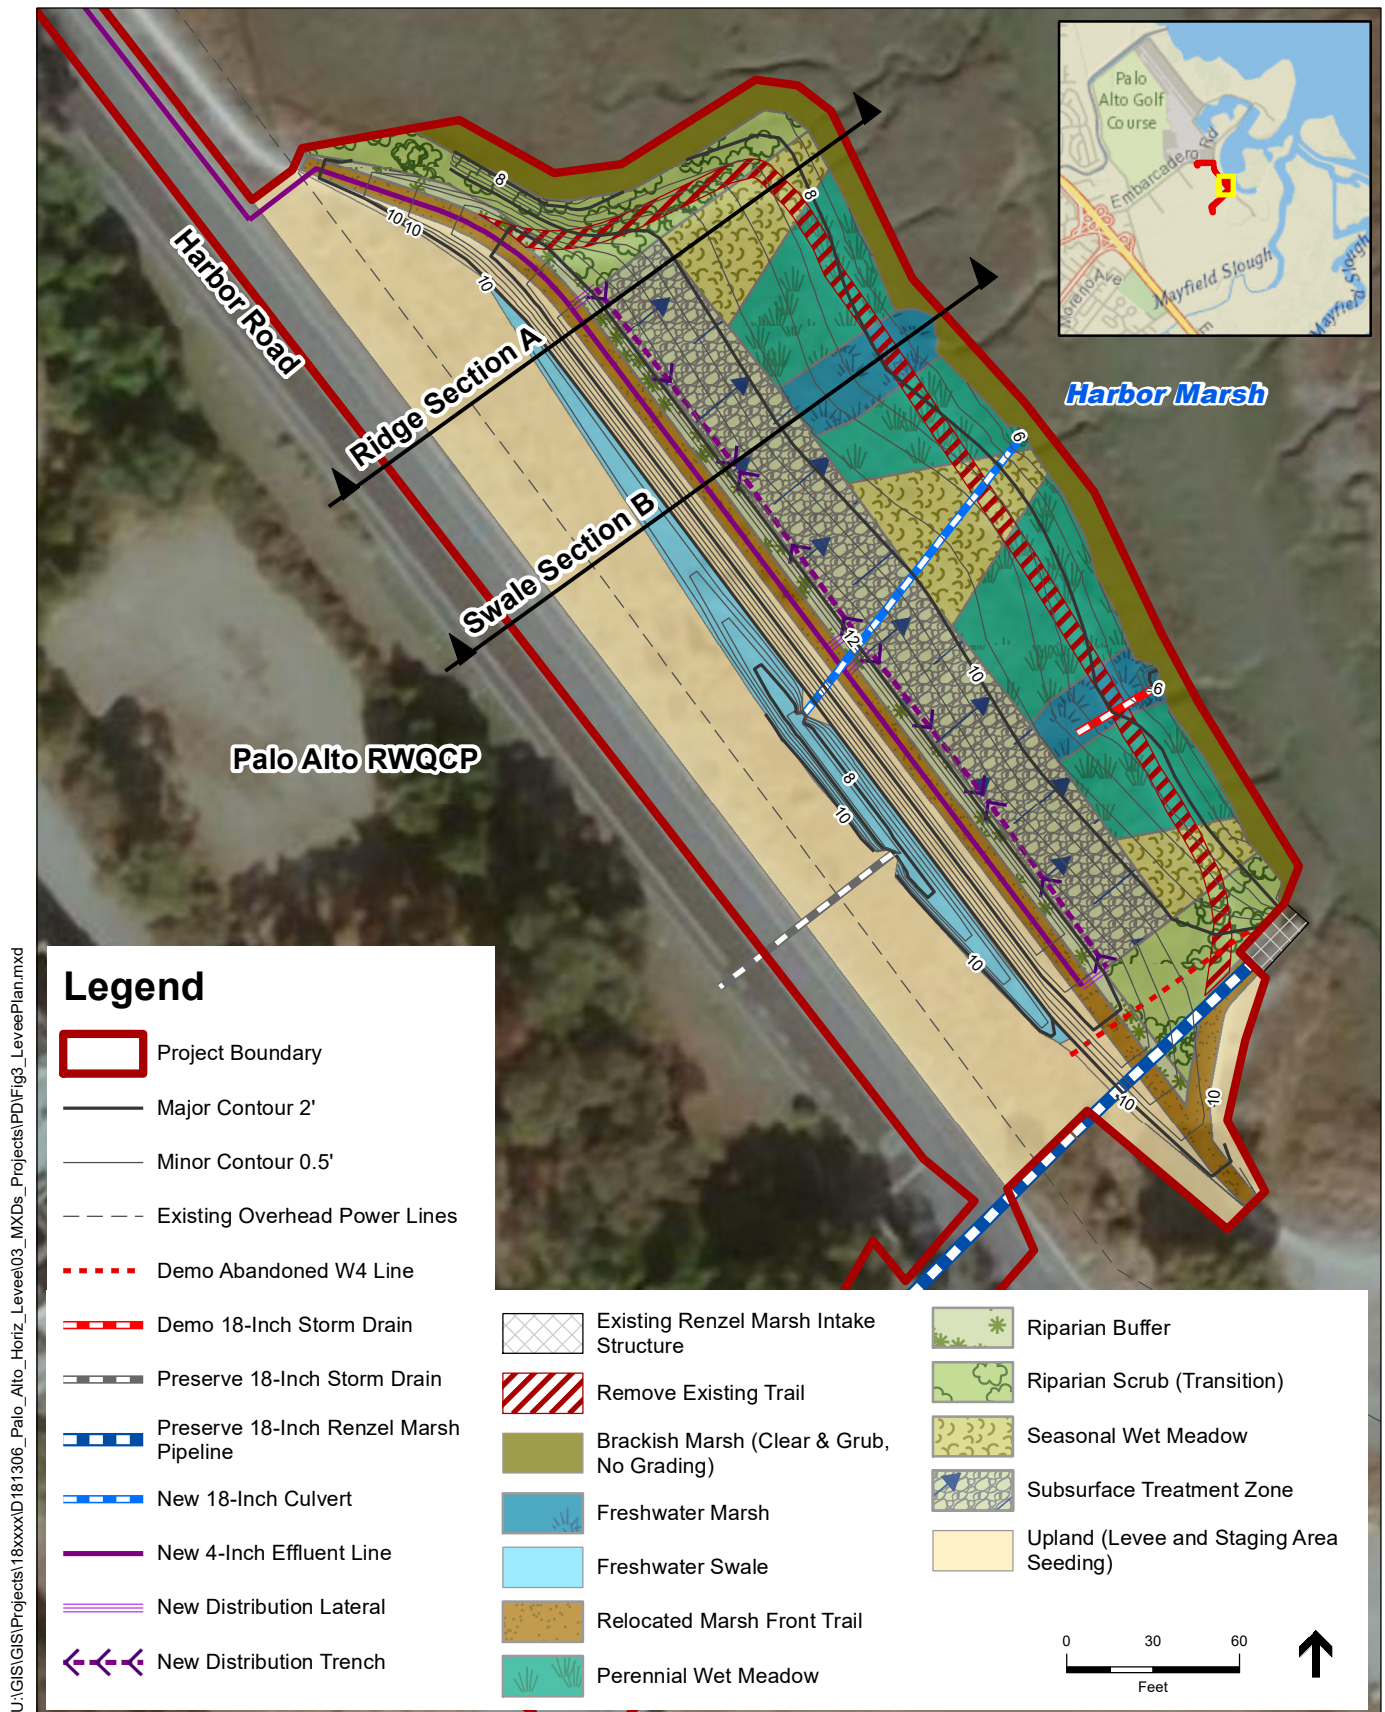 Palo
Alto Golf
Course
Embarcadero Rd
Moreno Ave
Mayfield Slough
Mayfield Slough
Harbor Marsh
Harbor Road
Ridge Section A
Swale Section B
Palo Alto RWQCP
8
8
10
10
10
6
12
10
6
8
10
10
10
10
Legend
Project Boundary
Major Contour 2'
Minor Contour 0.5'
Existing Overhead Power Lines
Demo Abandoned W4 Line
Demo 18-Inch Storm Drain
Preserve 18-Inch Storm Drain
Preserve 18-Inch Renzel Marsh
Pipeline
New 18-Inch Culvert
New 4-Inch Effluent Line
New Distribution Lateral
New Distribution Trench
Existing Renzel Marsh Intake
Structure
Remove Existing Trail
Brackish Marsh (Clear & Grub,
No Grading)
Freshwater Marsh
Freshwater Swale
Relocated Marsh Front Trail
Perennial Wet Meadow
Riparian Buffer
Riparian Scrub (Transition)
Seasonal Wet Meadow
Subsurface Treatment Zone
Upland (Levee and Staging Area
Seeding)
0 30 60
Feet
U:\GIS\GIS\Projects\18xxxx\D181306_Palo_Alto_Horiz_Levee\03_MXDs_Projects\PD\Fig3_LeveePlan.mxd